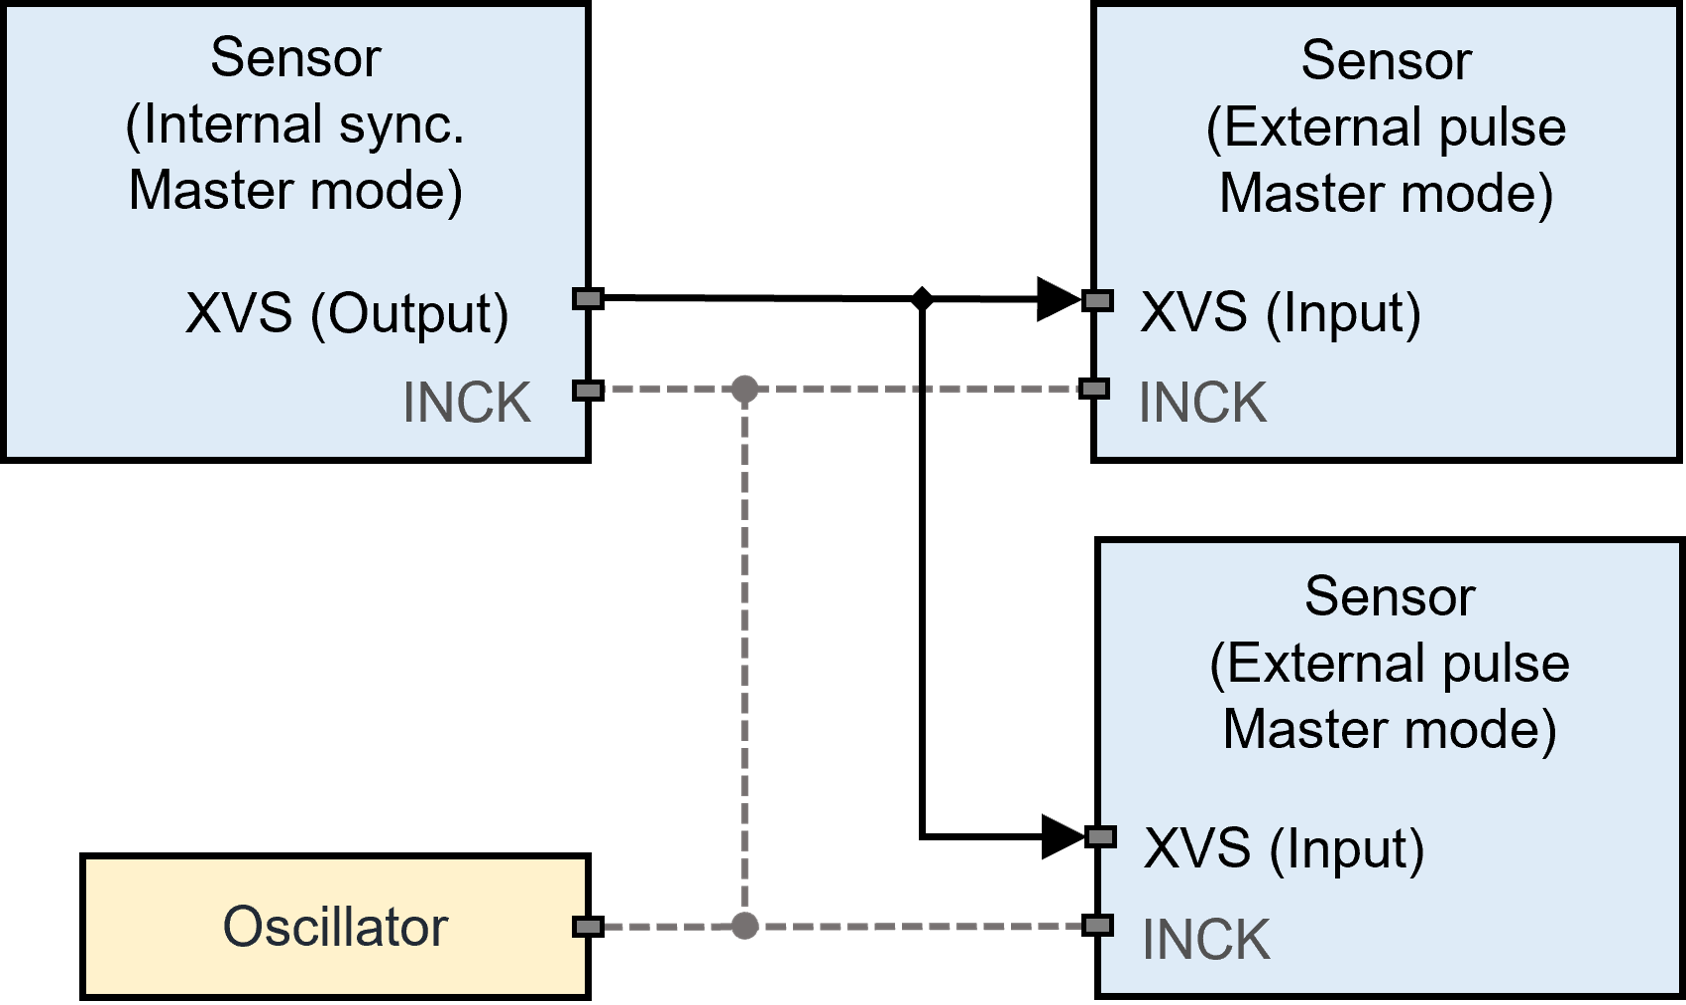 Sensor
(Internal sync.
Master mode)
XVS (Output)
INCK
Sensor
(External pulse
Master mode)
XVS (Input)
INCK
Sensor
(External pulse
Master mode)
XVS (Input)
INCK
Oscillator